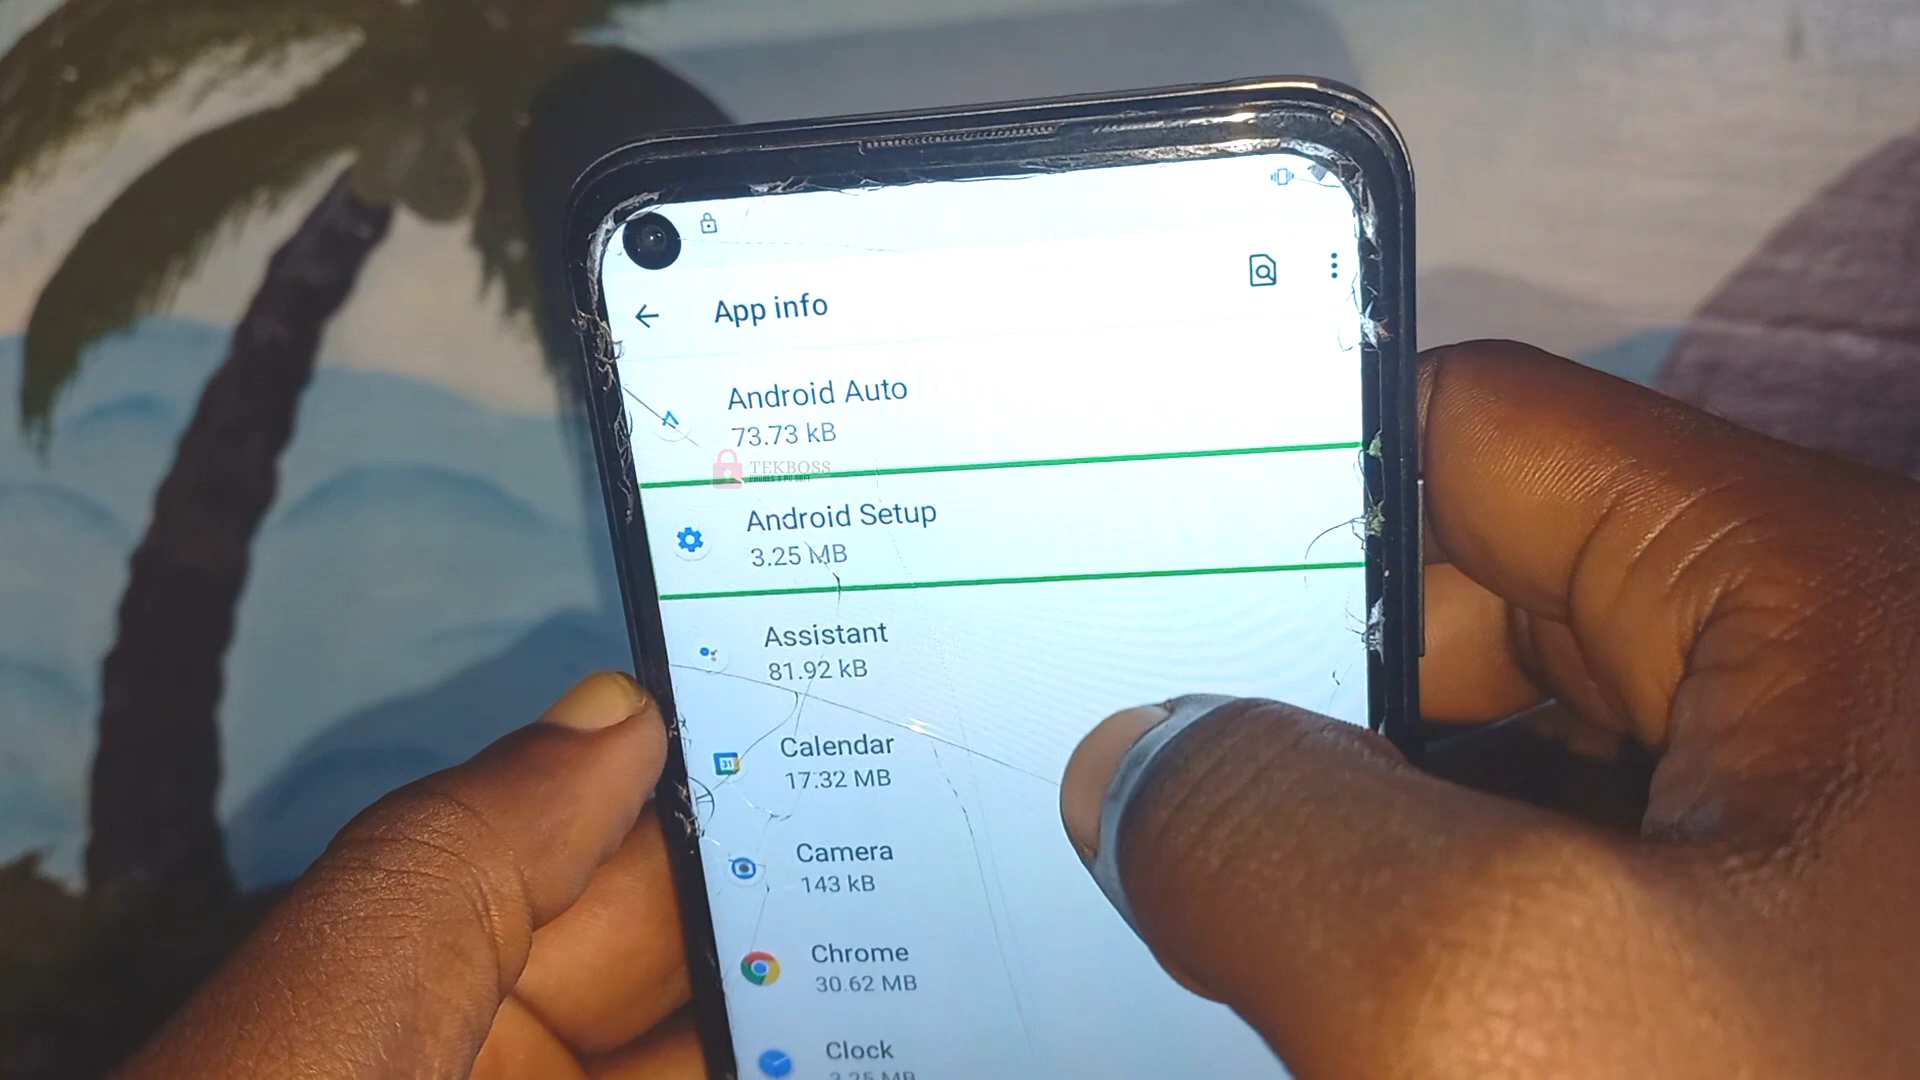 App info
Android Auto
73.73 kB
TEKBOSS
Android Setup
3.25 MB
Assistant
81.92 kB
31
Calendar
17.32 MB
Camera
143 kB
Chrome
30.62 MB
Clock